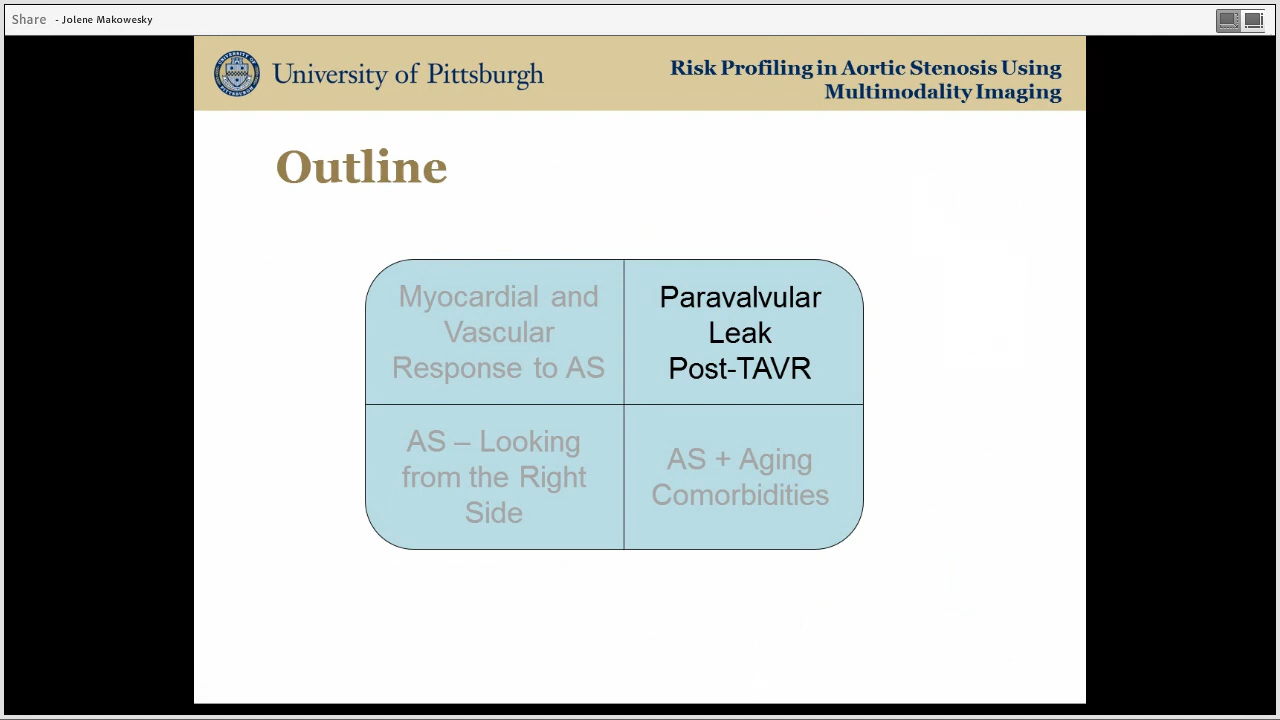 Share - Jolene Makowesky
University of Pittsburgh
Risk Profiling in Aortic Stenosis Using
Multimodality Imaging
Outline
Myocardial and
Vascular
Response to AS
Paravalvular
Leak
Post-TAVR
AS – Looking
from the Right
Side
AS + Aging
Comorbidities